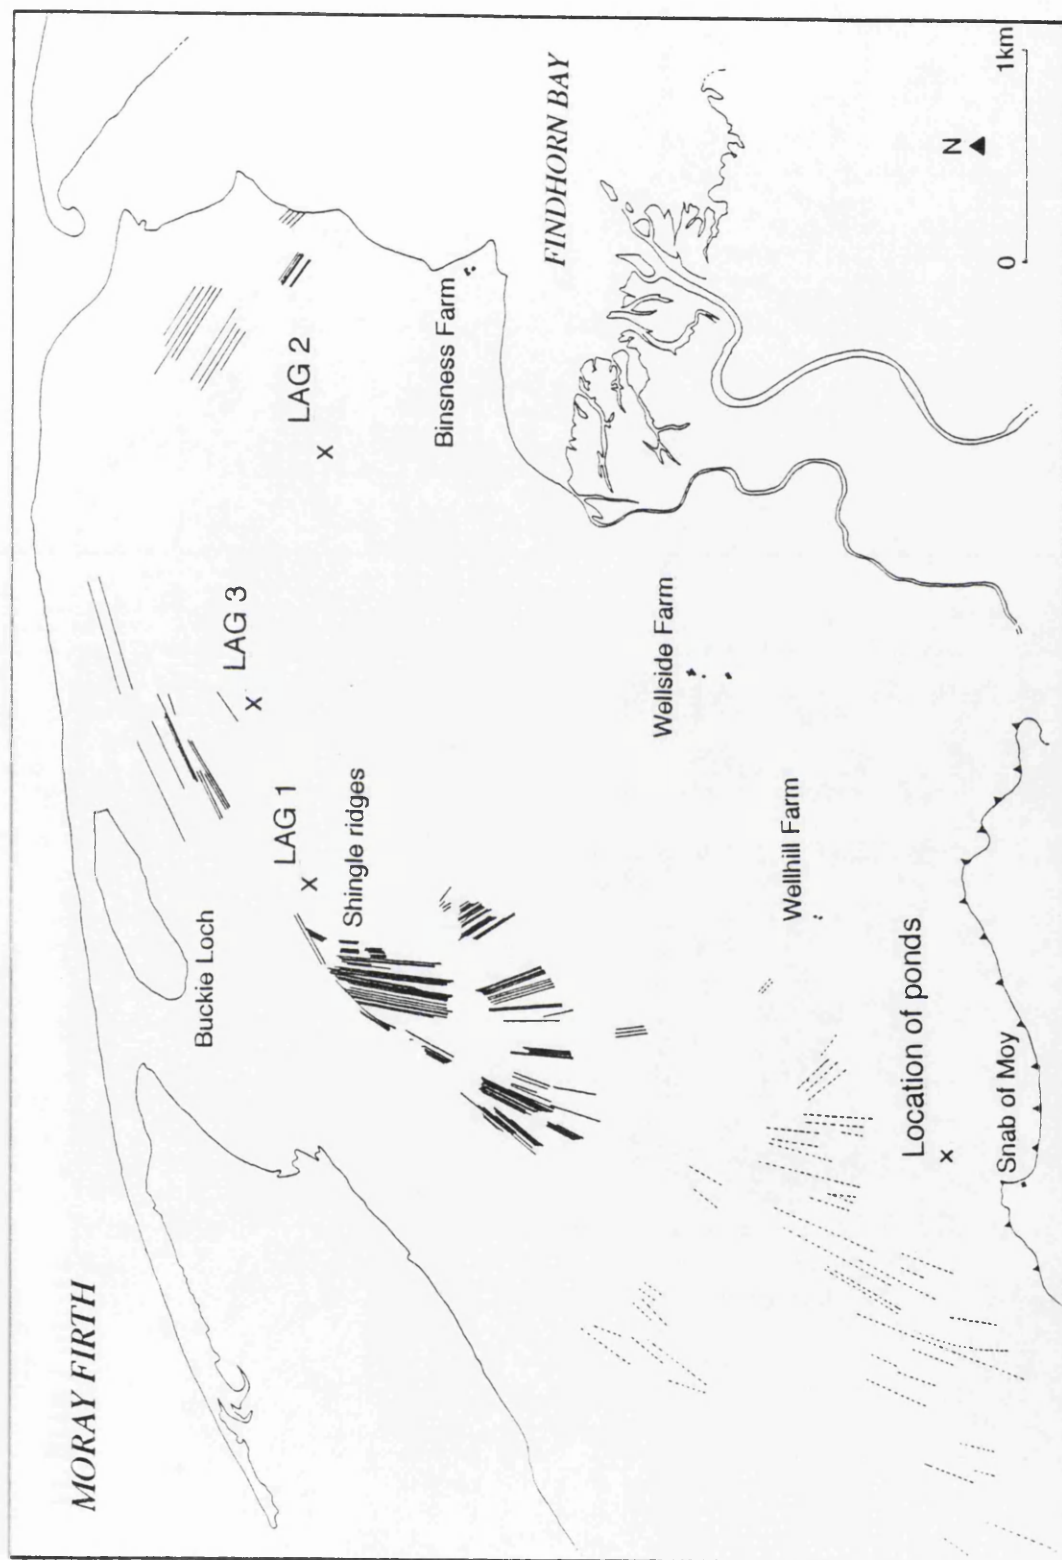 MORAY FIRTH
FINDHORN BAY
N
0
1km
LAG 2
Binsness Farm
LAG 3
LAG 1
Shingle ridges
Buckie Loch
Wellside Farm
Wellhill Farm
Location of ponds
Snab of Moy
X
X
X
X